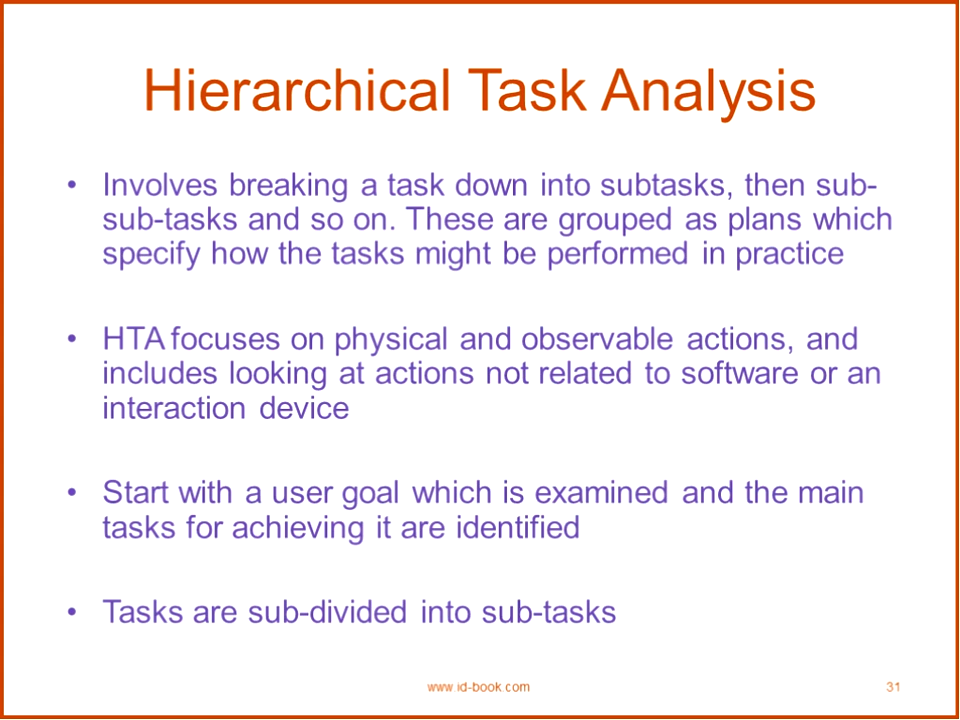 Hierarchical Task Analysis
• Involves breaking a task down into subtasks, then sub-
sub-tasks and so on. These are grouped as plans which
specify how the tasks might be performed in practice
• HTA focuses on physical and observable actions, and
includes looking at actions not related to software or an
interaction device
• Start with a user goal which is examined and the main
tasks for achieving it are identified
• Tasks are sub-divided into sub-tasks
www.id-book.com
31